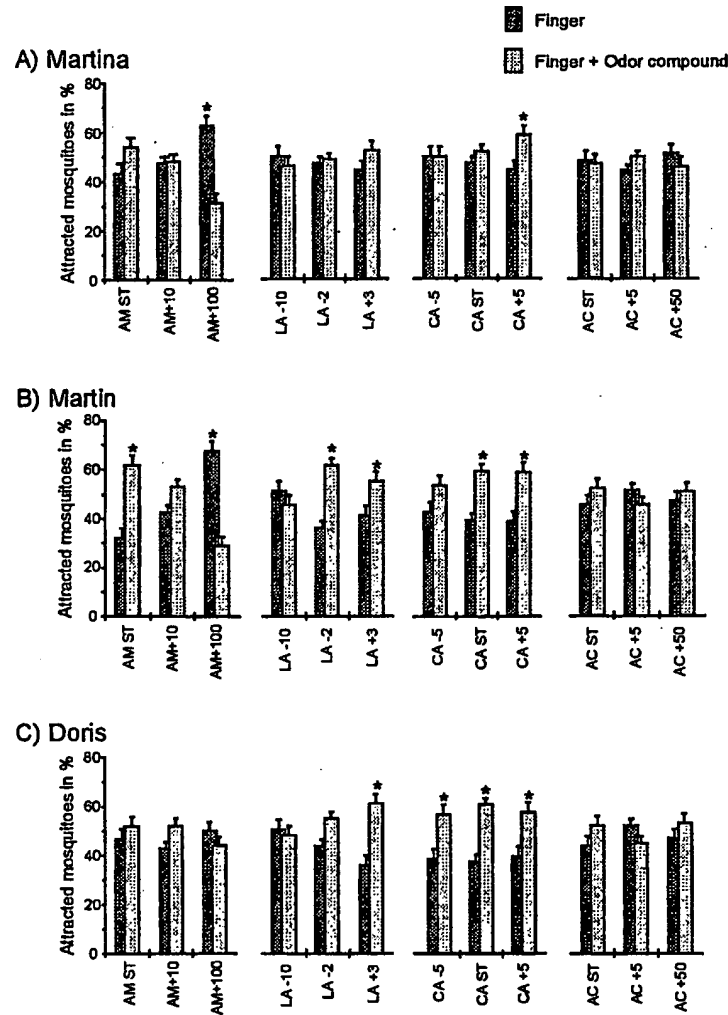 Finger
Finger + Odor compound
A) Martina
Attracted mosquitoes in %
80
60
40
20
0
*
*
AM ST
AM+10
AM+100
LA -10
LA -2
LA +3
CA -5
CA ST
CA +5
AC ST
AC +5
AC +50
B) Martin
Attracted mosquitoes in %
80
60
40
20
0
*
*
*
*
*
*
AM ST
AM+10
AM+100
LA -10
LA -2
LA +3
CA -5
CA ST
CA +5
AC ST
AC +5
AC +50
C) Doris
Attracted mosquitoes in %
80
60
40
20
0
*
*
*
*
AM ST
AM+10
AM+100
LA -10
LA -2
LA +3
CA -5
CA ST
CA +5
AC ST
AC +5
AC +50